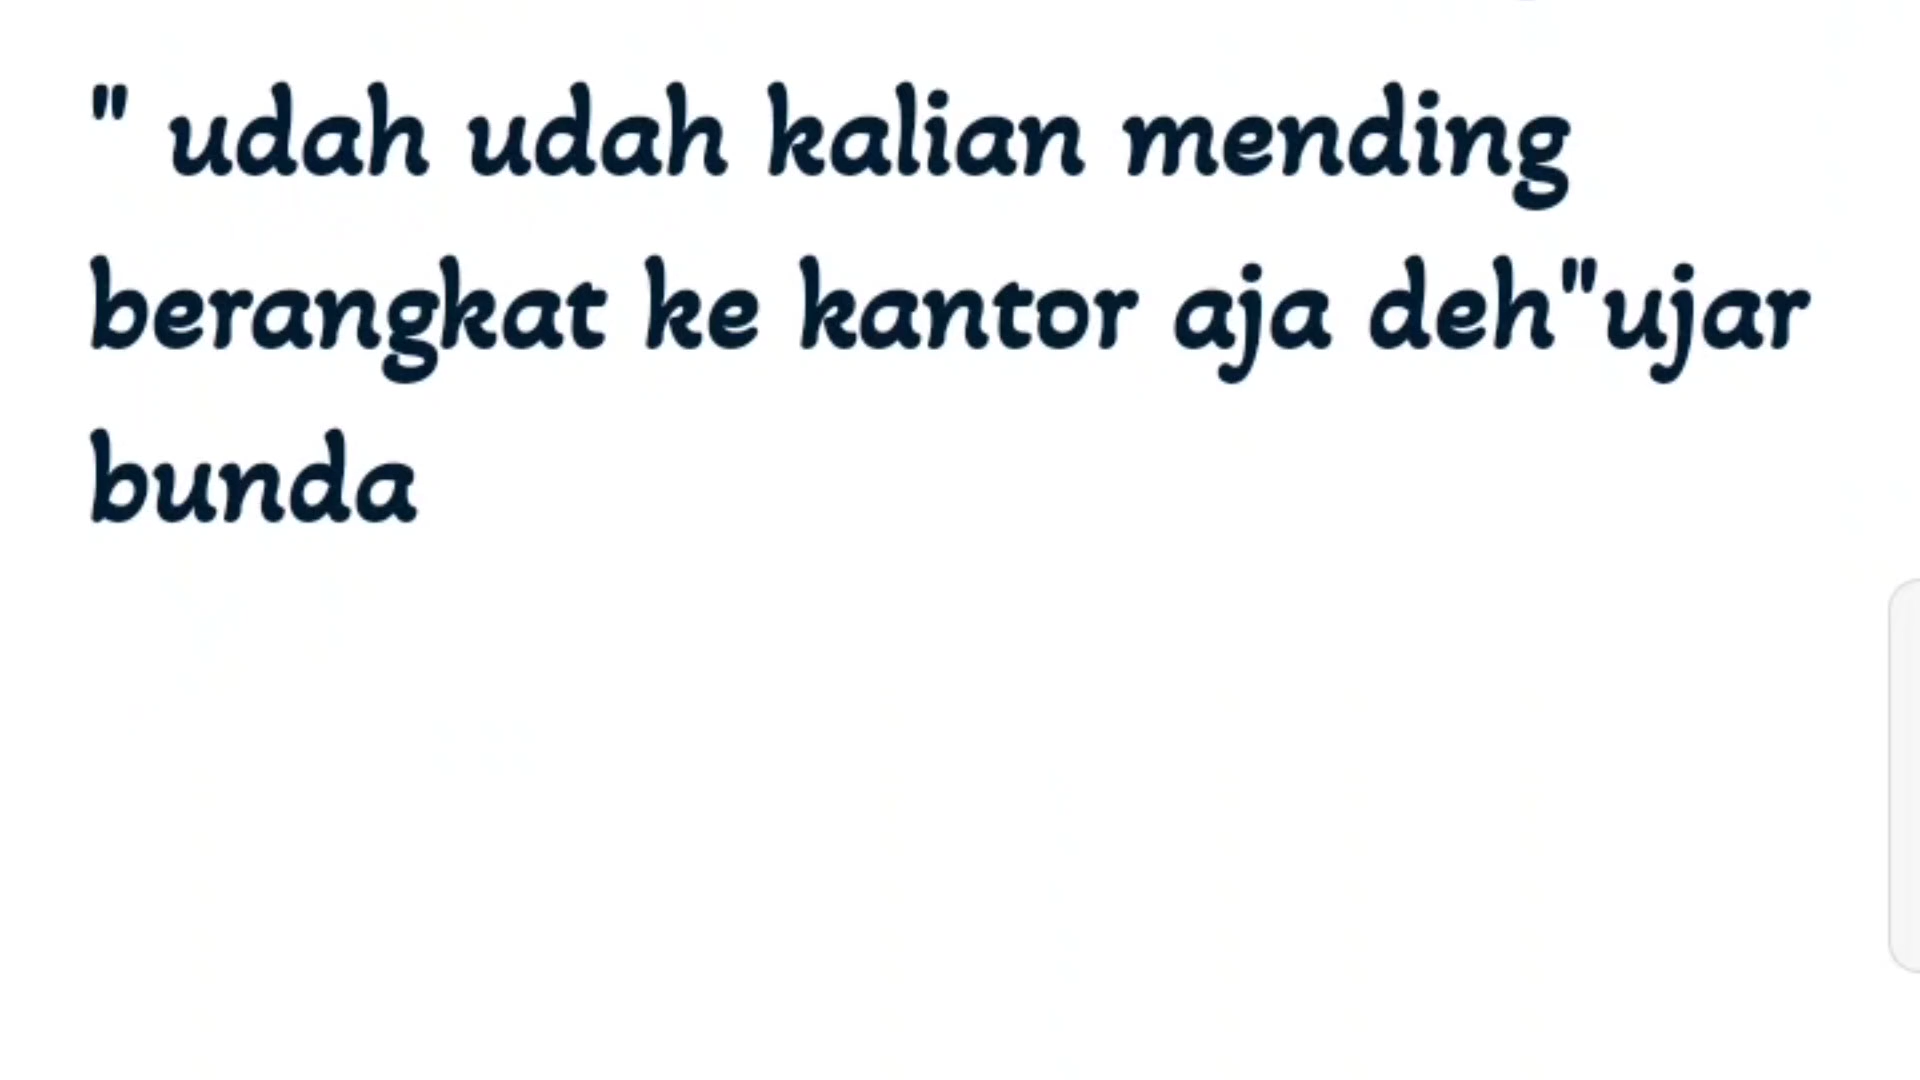 " udah udah kalian mending
berangkat ke kantor aja deh"ujar
bunda